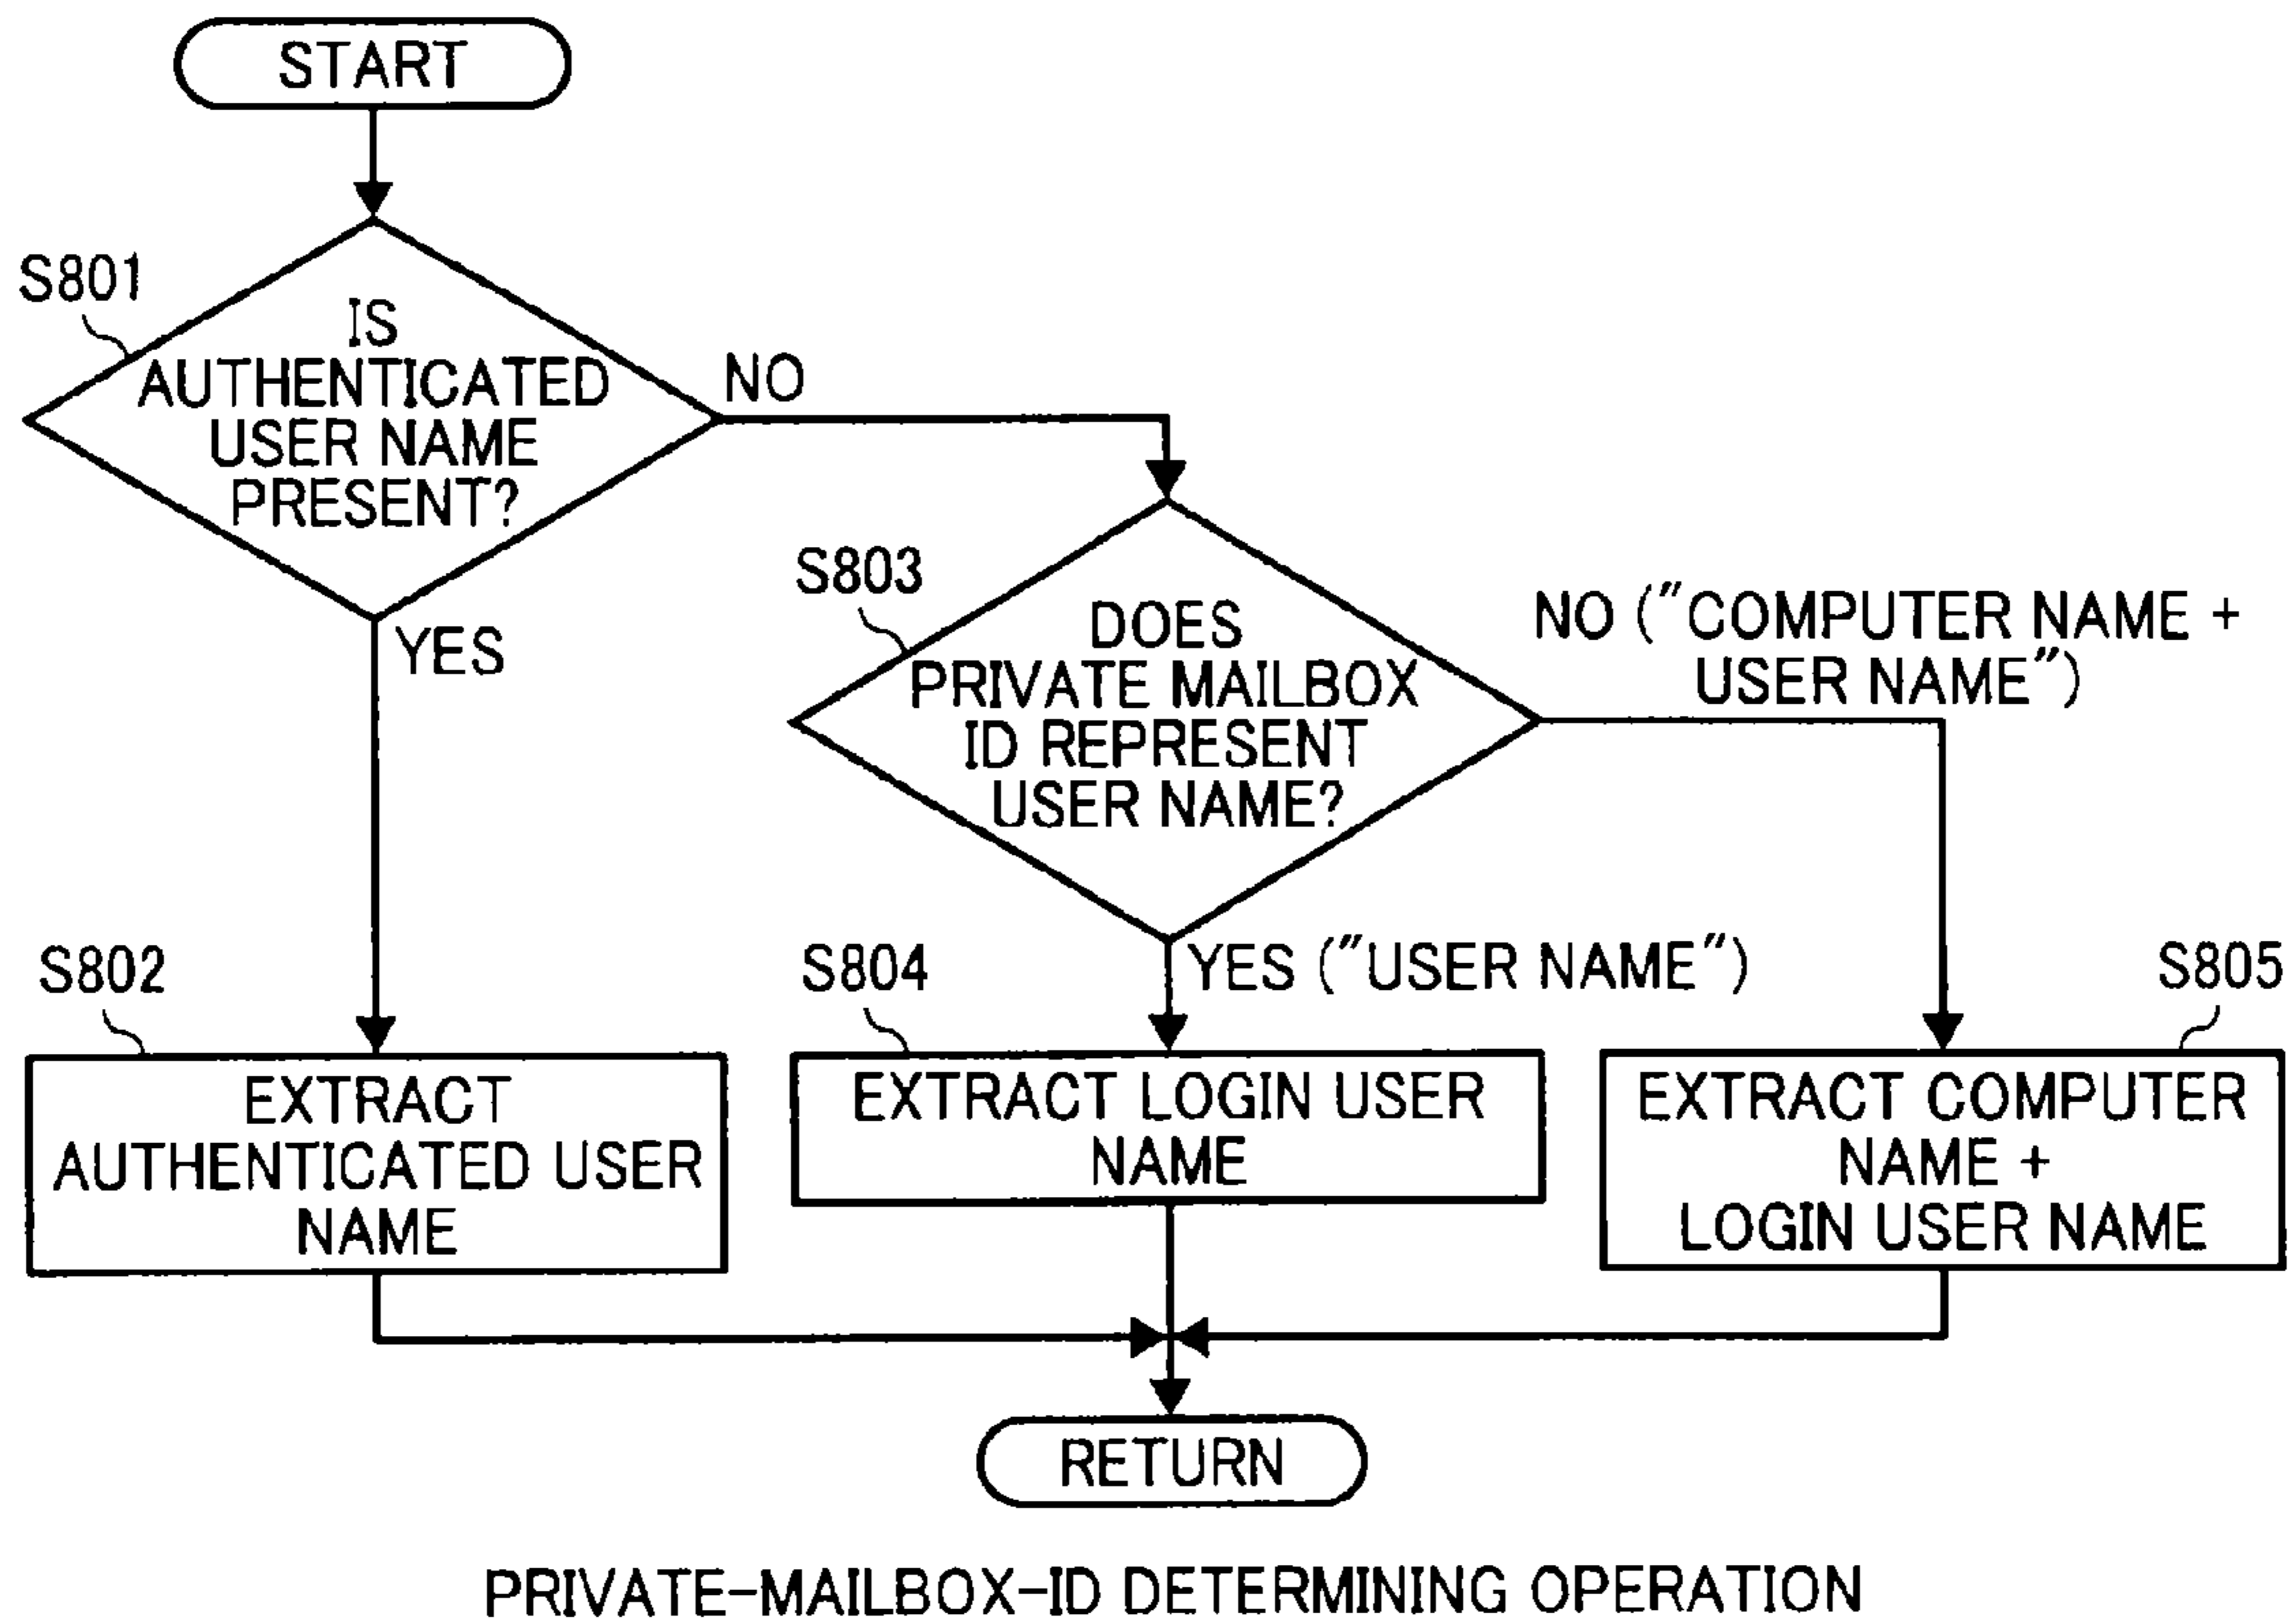 START
S801
IS
AUTHENTICATED
USER NAME
PRESENT?
NO
YES
S803
DOES
PRIVATE MAILBOX
ID REPRESENT
USER NAME?
NO ("COMPUTER NAME +
USER NAME")
YES ("USER NAME")
S802
EXTRACT
AUTHENTICATED USER
NAME
S804
EXTRACT LOGIN USER
NAME
S805
EXTRACT COMPUTER
NAME +
LOGIN USER NAME
RETURN
PRIVATE-MAILBOX-ID DETERMINING OPERATION